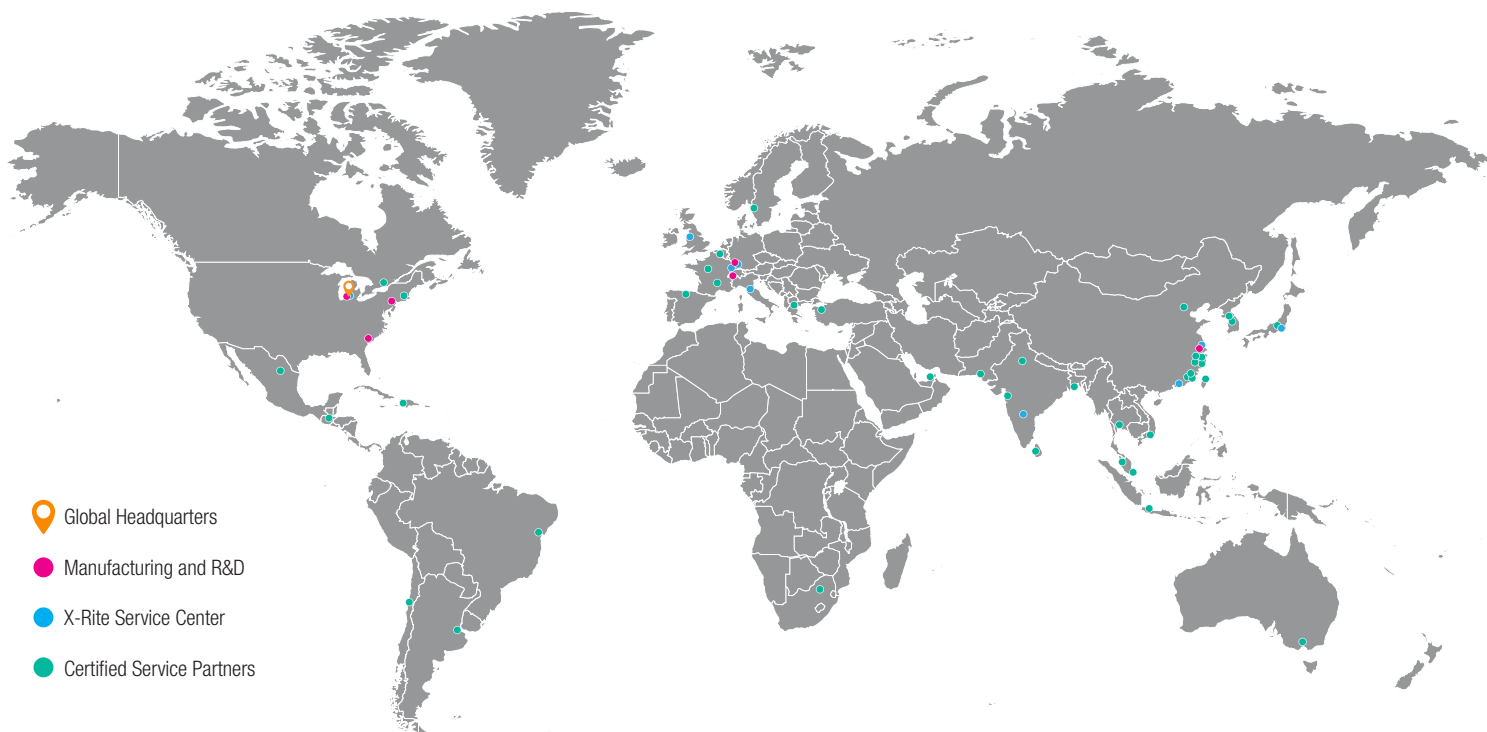 Global Headquarters
Manufacturing and R&D
X-Rite Service Center
Certified Service Partners